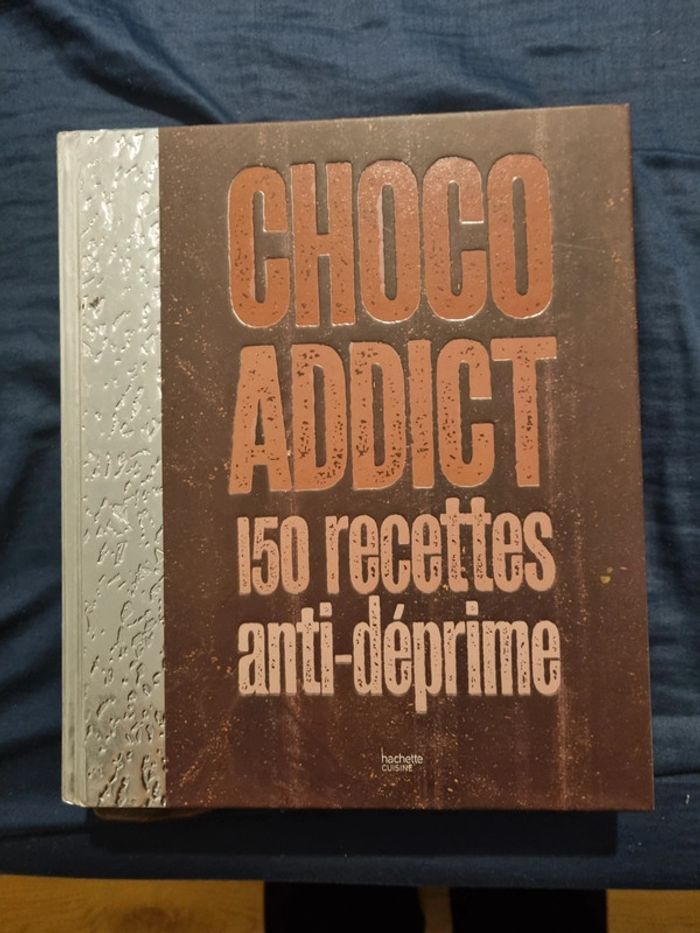 CHOCO
ADDICT
150 recettes
anti-déprime
hachette
CUISINE